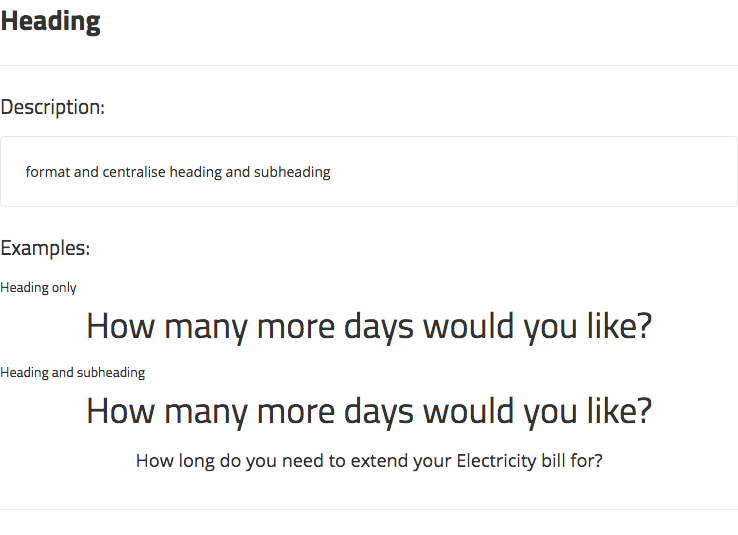 Heading
Description:
format and centralise heading and subheading
Examples:
Heading only
How many more days would you like?
Heading and subheading
How many more days would you like?
How long do you need to extend your Electricity bill for?